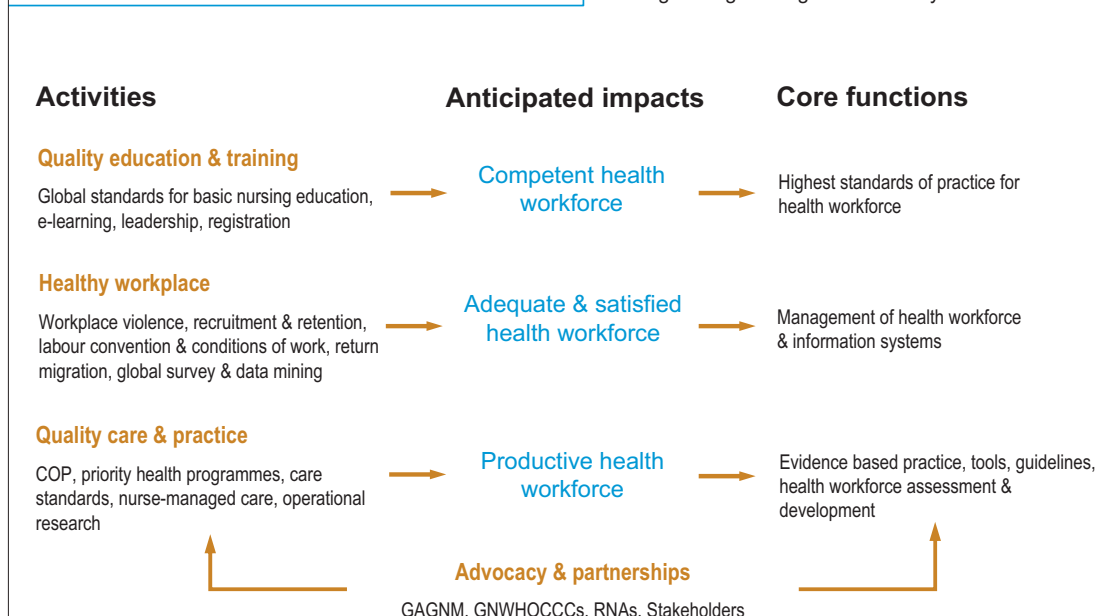 Activities
Anticipated impacts
Core functions
Quality education & training
Global standards for basic nursing education,
e-learning, leadership, registration
Competent health
workforce
Highest standards of practice for
health workforce
Healthy workplace
Workplace violence, recruitment & retention,
labour convention & conditions of work, return
migration, global survey & data mining
Adequate & satisfied
health workforce
Management of health workforce
& information systems
Quality care & practice
COP, priority health programmes, care
standards, nurse-managed care, operational
research
Productive health
workforce
Evidence based practice, tools, guidelines,
health workforce assessment &
development
Advocacy & partnerships
GAGNM, GNWHOCCCs, RNAs, Stakeholders